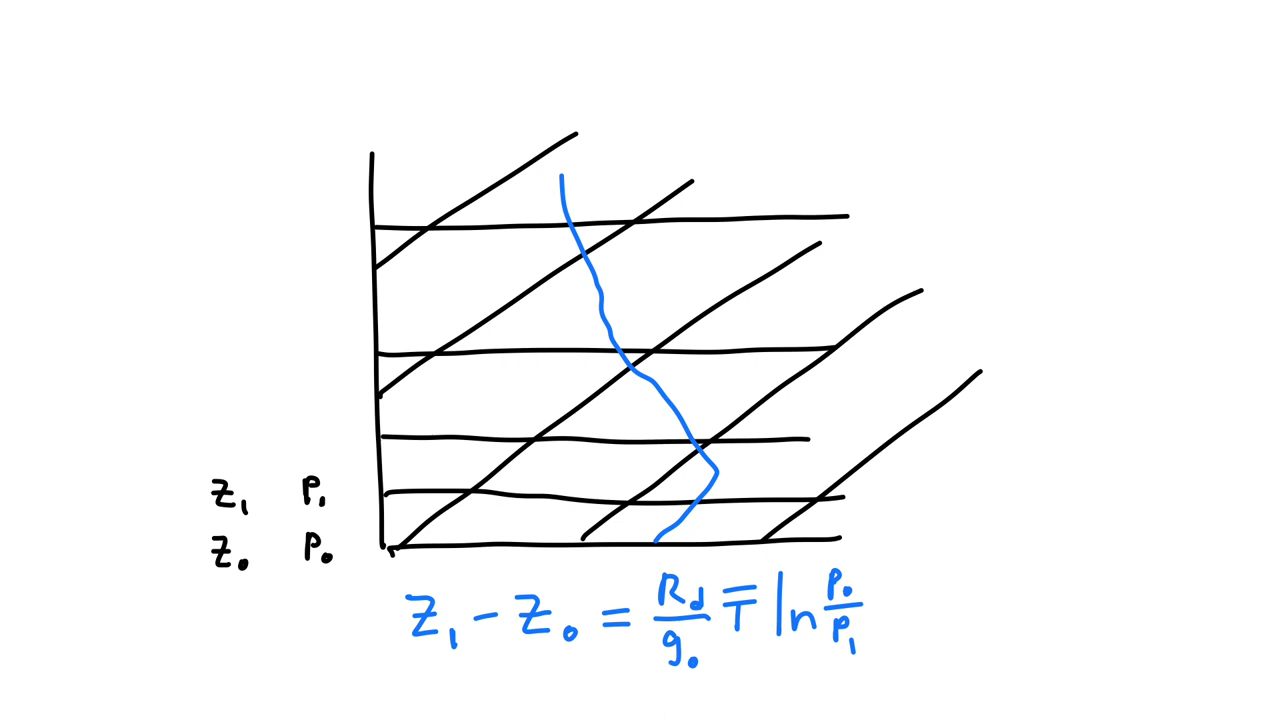 Z₁ P₁
Z₀ P₀
Z₁ - Z₀ = R_d/g₀ T̅ ln P₀/P₁